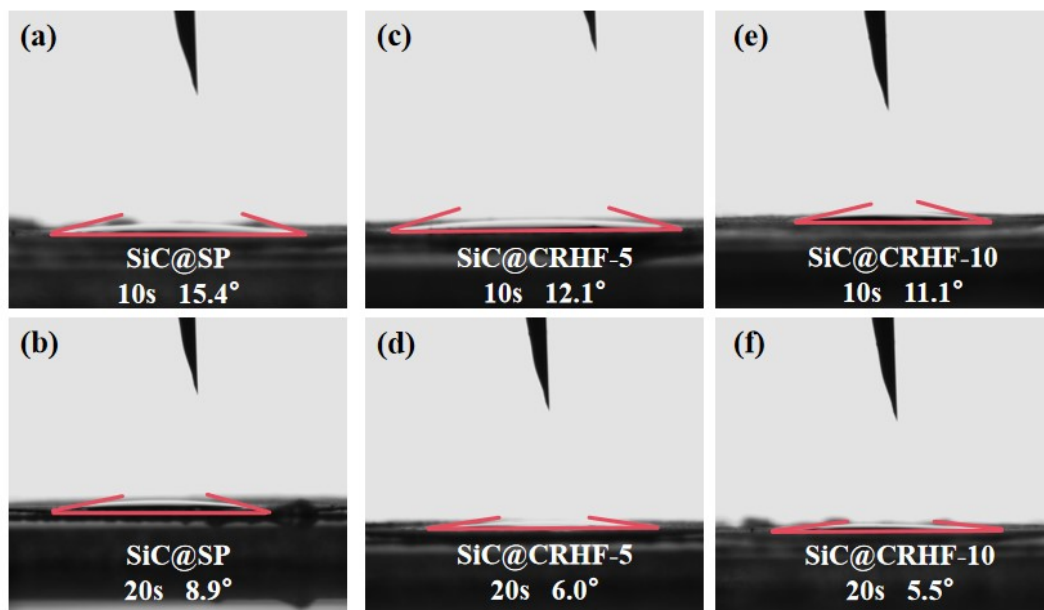 (a)
SiC@SP
10s 15.4°
(c)
SiC@CRHF-5
10s 12.1°
(e)
SiC@CRHF-10
10s 11.1°
(b)
SiC@SP
20s 8.9°
(d)
SiC@CRHF-5
20s 6.0°
(f)
SiC@CRHF-10
20s 5.5°